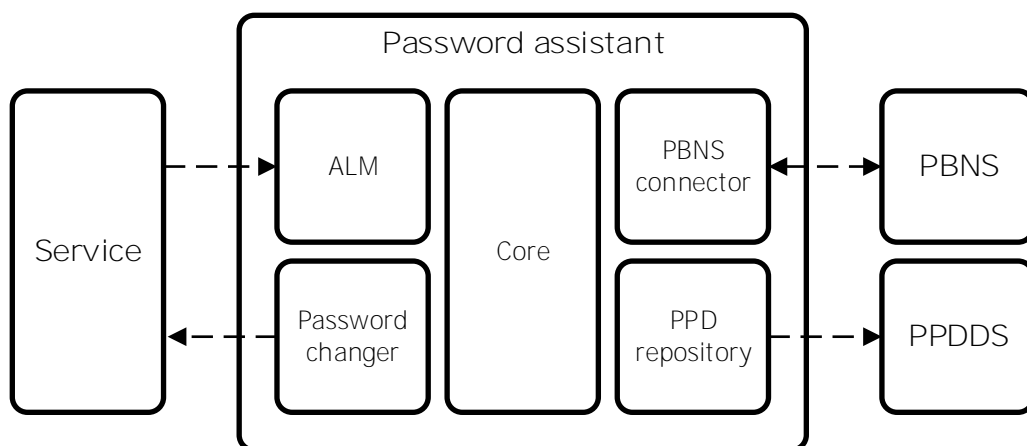 Password assistant
Service
ALM
Password
changer
Core
PBNS
connector
PPD
repository
PBNS
PPDDS